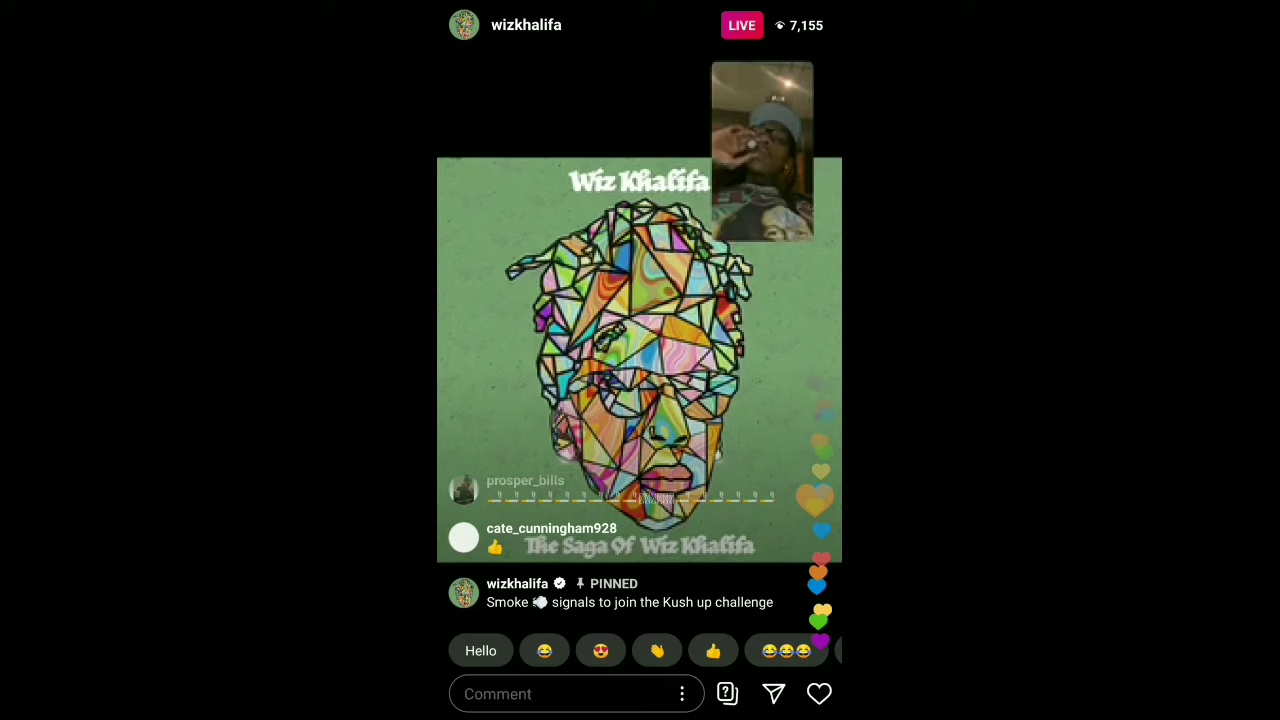 wizkhalifa
LIVE
7,155
Wiz Khalifa
prosper_bills
cate_cunningham928
👍
The Saga Of Wiz Khalifa
wizkhalifa PINNED
Smoke 💨 signals to join the Kush up challenge
Hello 😂 😍 👏 👍 😂😂😂
Comment